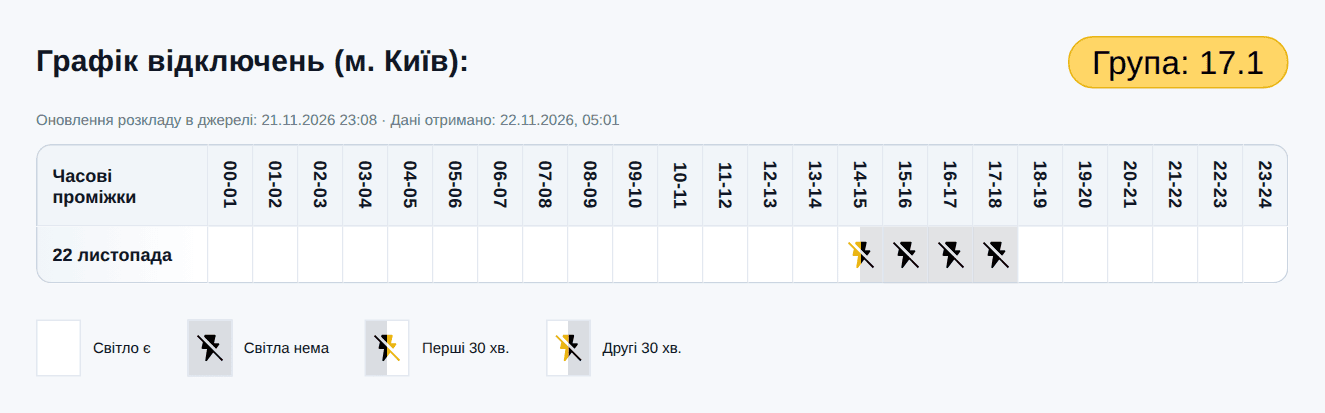 Графік відключень (м. Київ):
Група: 17.1
Оновлення розкладу в джерелі: 21.11.2026 23:08 · Дані отримано: 22.11.2026, 05:01
Часові проміжки 00-01 01-02 02-03 03-04 04-05 05-06 06-07 07-08 08-09 09-10 10-11 11-12 12-13 13-14 14-15 15-16 16-17 17-18 18-19 19-20 20-21 21-22 22-23 23-24
22 листопада
Світло є Світла нема Перші 30 хв. Другі 30 хв.